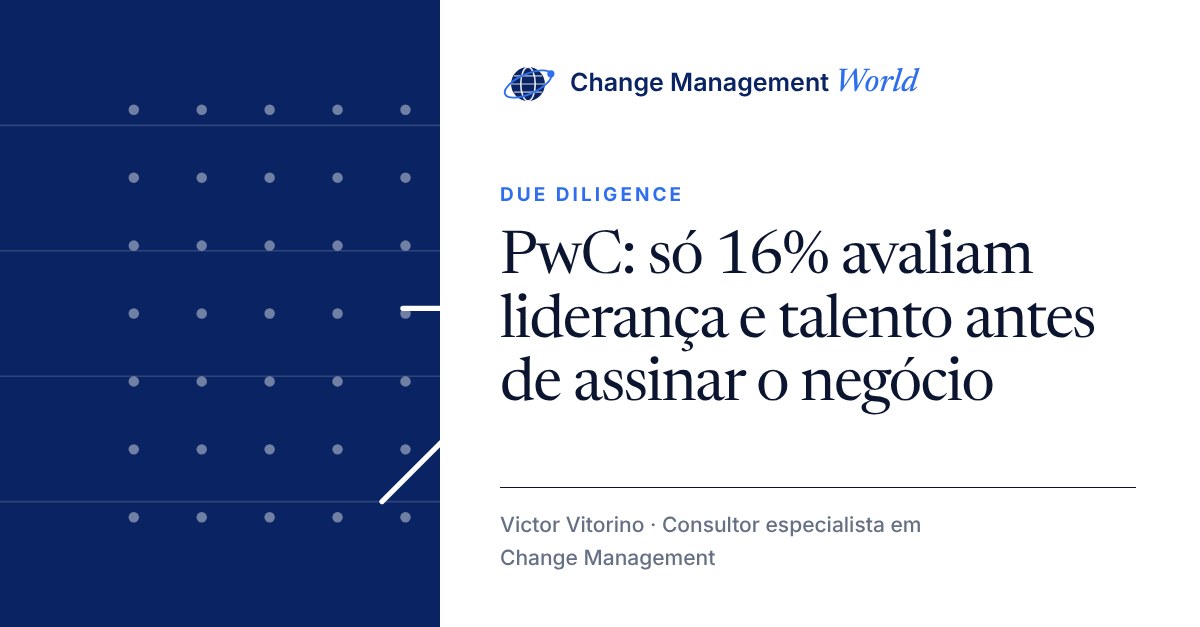 Change Management World
DUE DILIGENCE
PwC: só 16% avaliam
liderança e talento antes
de assinar o negócio
Victor Vitorino · Consultor especialista em
Change Management